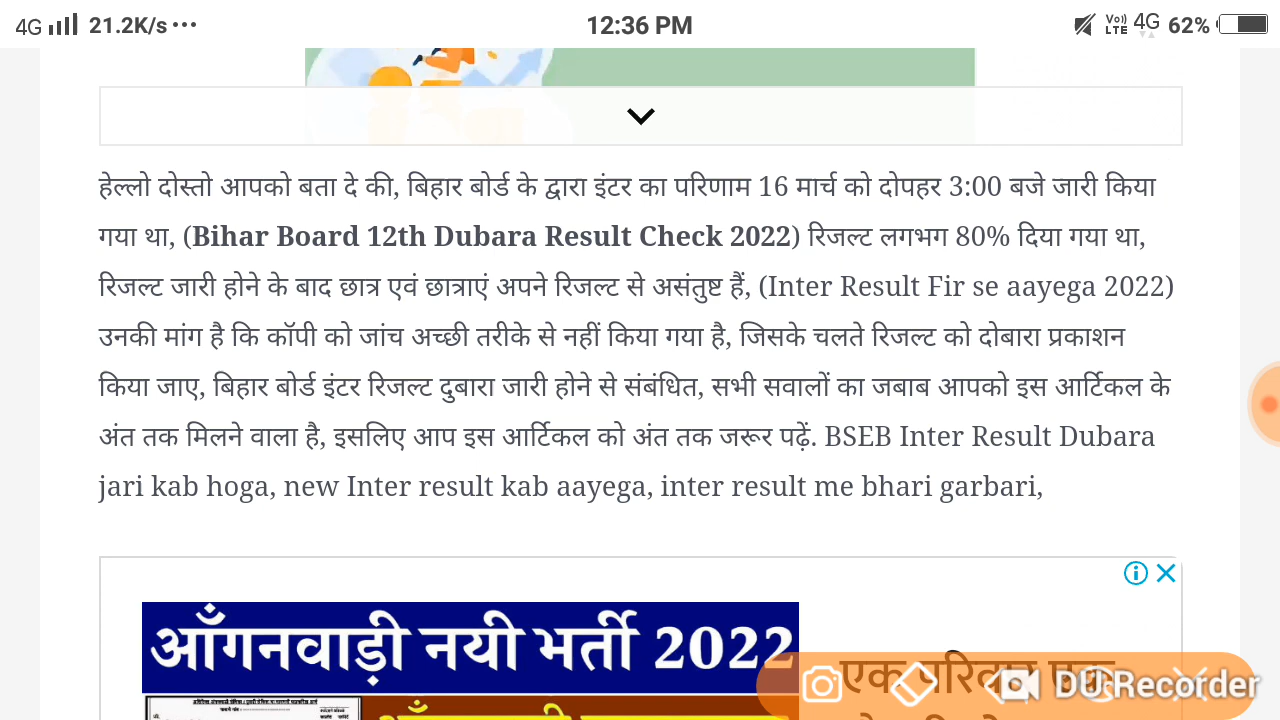 4G 21.2K/s ••• 12:36 PM Vo)) LTE 4G 62%
हेल्लो दोस्तो आपको बता दे की, बिहार बोर्ड के द्वारा इंटर का परिणाम 16 मार्च को दोपहर 3:00 बजे जारी किया
गया था, (Bihar Board 12th Dubara Result Check 2022) रिजल्ट लगभग 80% दिया गया था,
रिजल्ट जारी होने के बाद छात्र एवं छात्राएं अपने रिजल्ट से असंतुष्ट हैं, (Inter Result Fir se aayega 2022)
उनकी मांग है कि कॉपी को जांच अच्छी तरीके से नहीं किया गया है, जिसके चलते रिजल्ट को दोबारा प्रकाशन
किया जाए, बिहार बोर्ड इंटर रिजल्ट दुबारा जारी होने से संबंधित, सभी सवालों का जबाब आपको इस आर्टिकल के
अंत तक मिलने वाला है, इसलिए आप इस आर्टिकल को अंत तक जरूर पढ़ें. BSEB Inter Result Dubara
jari kab hoga, new Inter result kab aayega, inter result me bhari garbari,
आँगनवाड़ी नयी भर्ती 2022
एक परिवार एक
DU Recorder